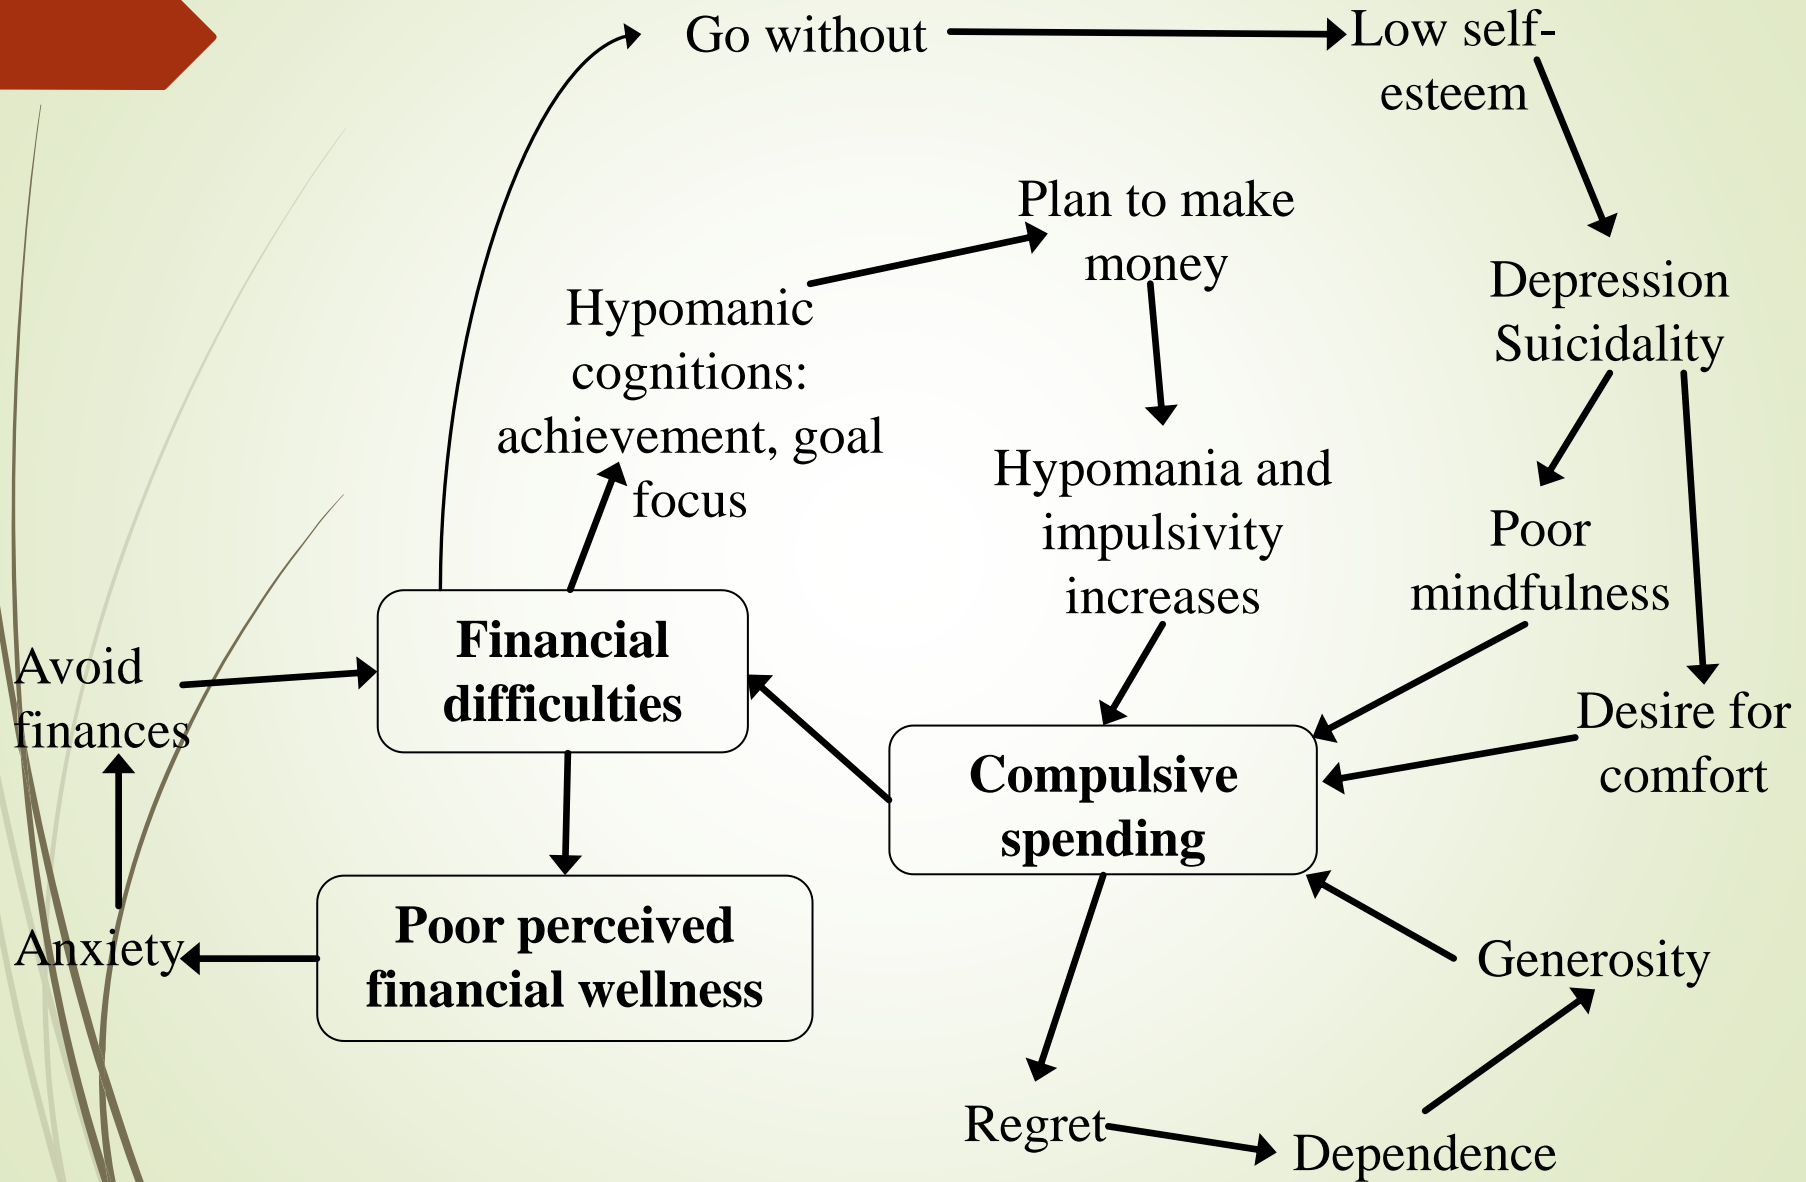 Go without
Low self-
esteem
Plan to make
money
Hypomanic
cognitions:
achievement, goal
focus
Depression
Suicidality
Hypomania and
impulsivity
increases
Poor
mindfulness
Financial
difficulties
Avoid
finances
Desire for
comfort
Compulsive
spending
Poor perceived
financial wellness
Anxiety
Generosity
Regret
Dependence